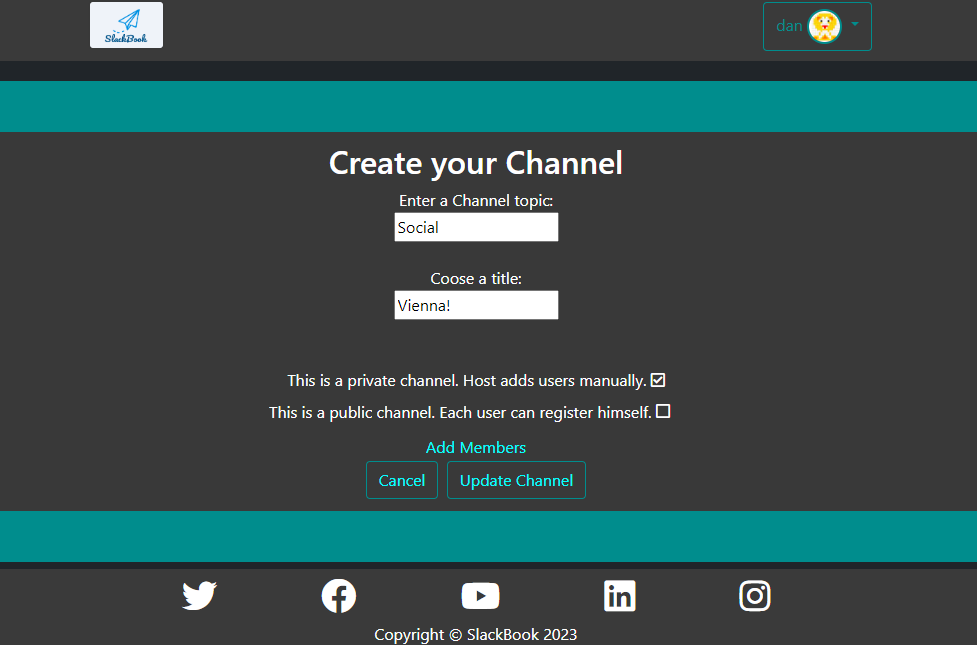 SlackBook
dan
Create your Channel
Enter a Channel topic:
Social
Coose a title:
Vienna!
This is a private channel. Host adds users manually.
This is a public channel. Each user can register himself.
Add Members
Cancel Update Channel
Copyright © SlackBook 2023